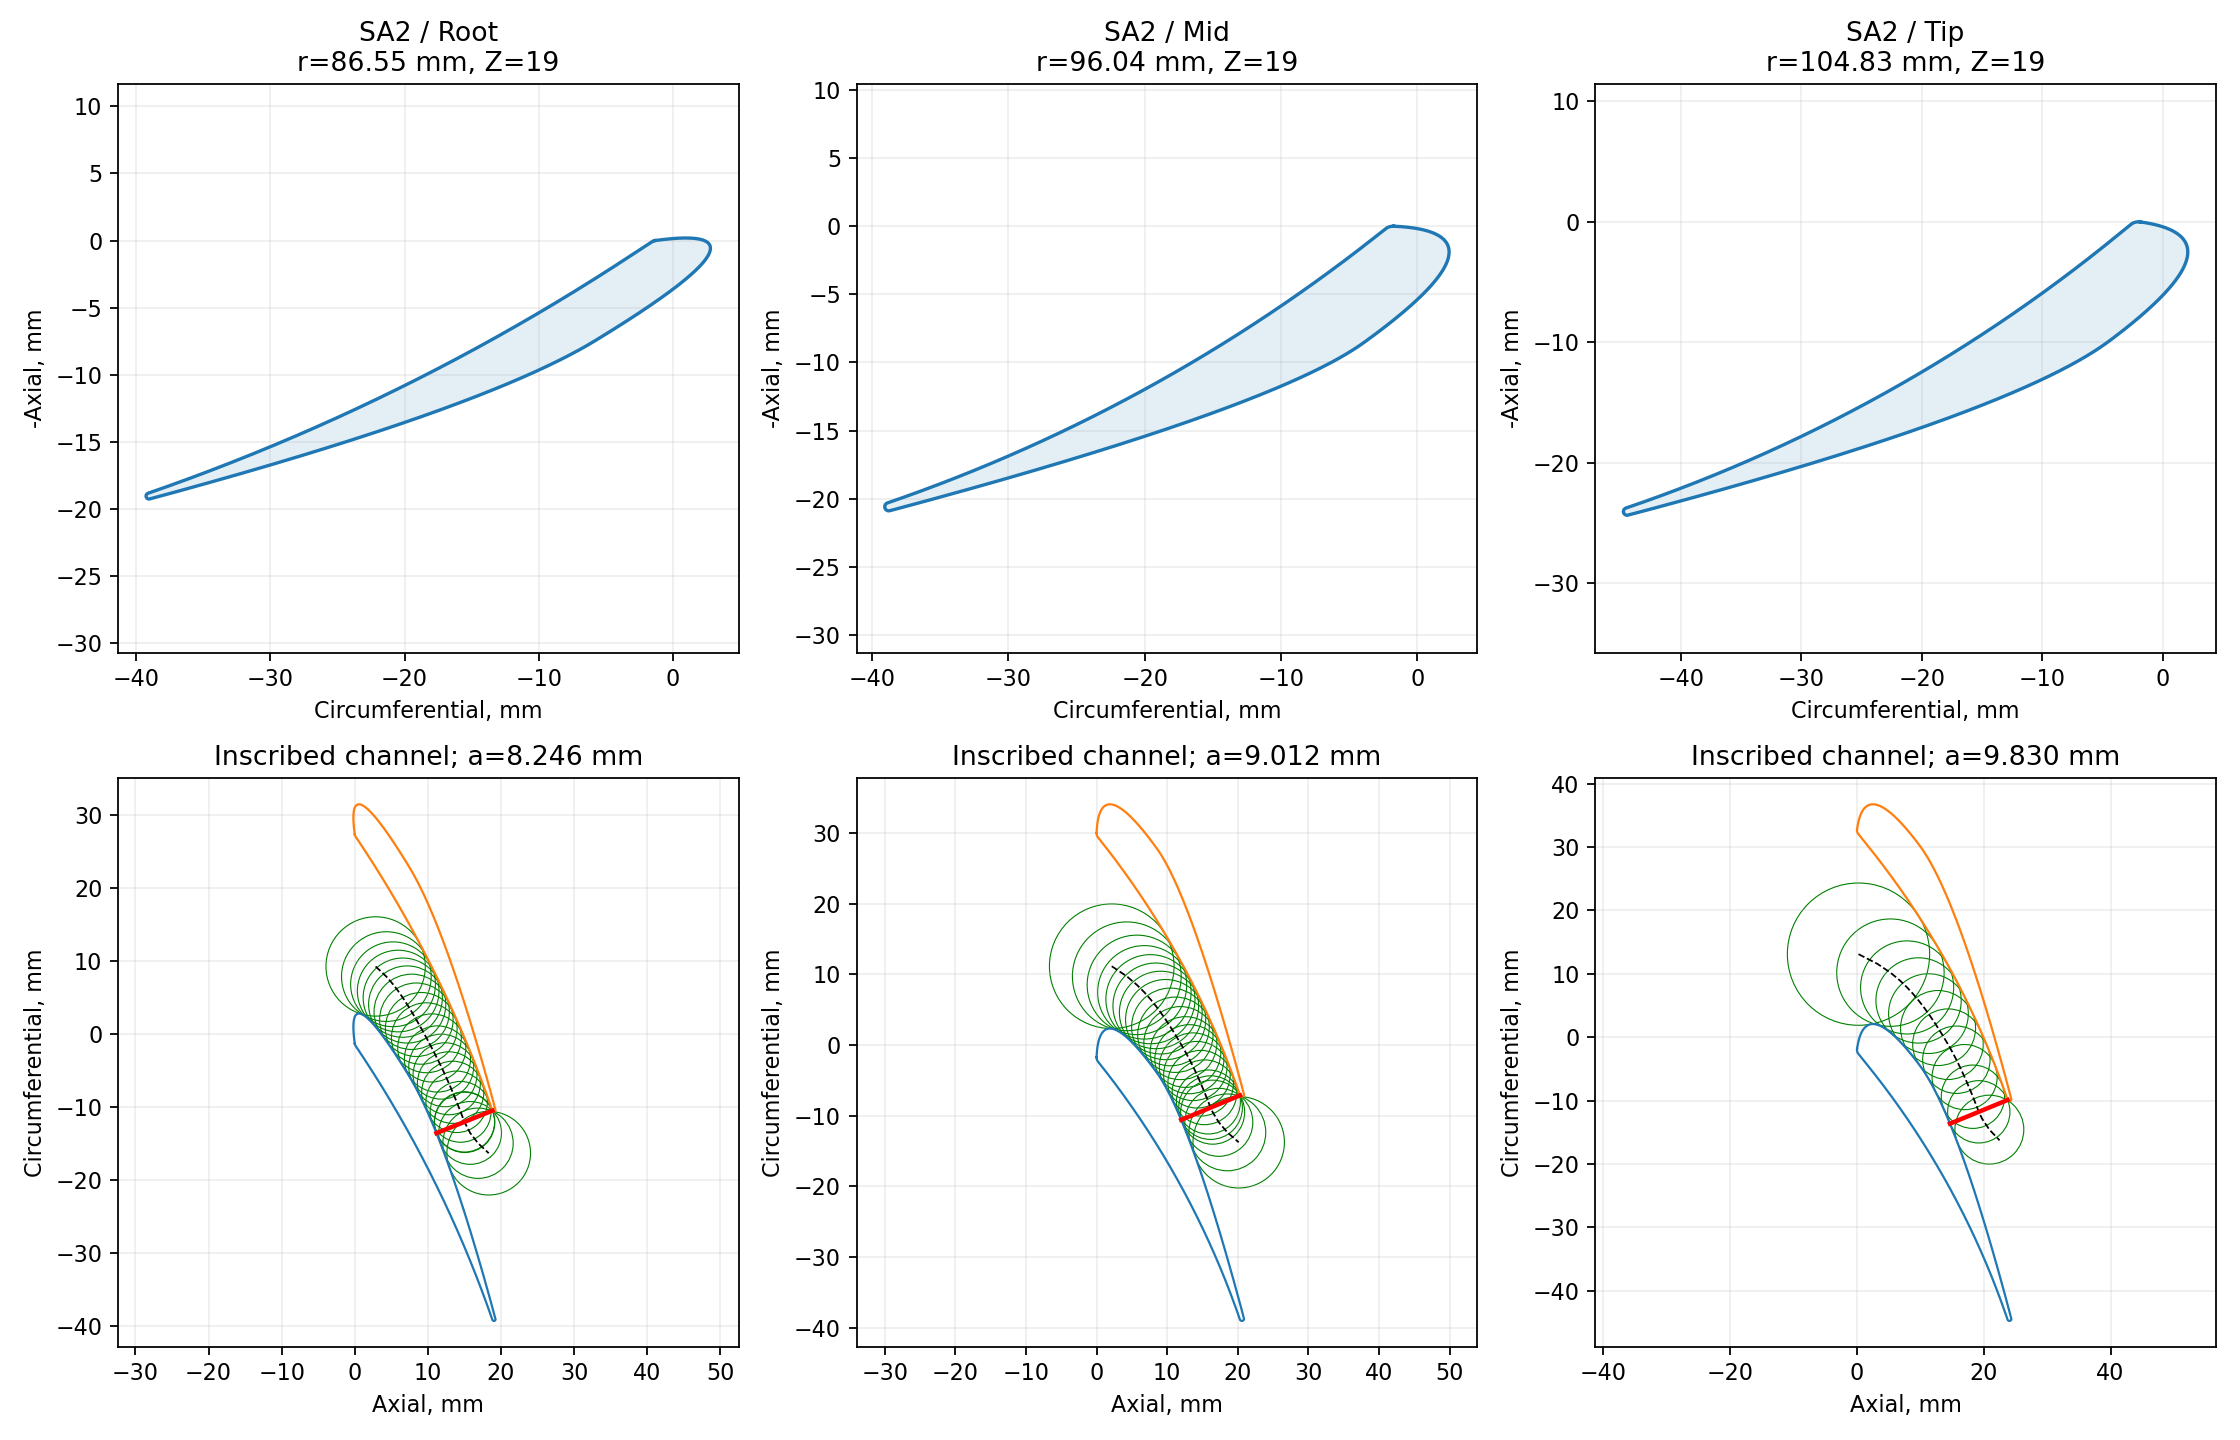 SA2 / Root
r=86.55 mm, Z=19
10
5
0
−5
−10
−15
−20
−25
−30
-Axial, mm
−40 −30 −20 −10 0
Circumferential, mm
SA2 / Mid
r=96.04 mm, Z=19
10
5
0
−5
−10
−15
−20
−25
−30
-Axial, mm
−40 −30 −20 −10 0
Circumferential, mm
SA2 / Tip
r=104.83 mm, Z=19
10
0
−10
−20
−30
-Axial, mm
−40 −30 −20 −10 0
Circumferential, mm
Inscribed channel; a=8.246 mm
30
20
10
0
−10
−20
−30
−40
Circumferential, mm
−30 −20 −10 0 10 20 30 40 50
Axial, mm
Inscribed channel; a=9.012 mm
30
20
10
0
−10
−20
−30
−40
Circumferential, mm
−30 −20 −10 0 10 20 30 40 50
Axial, mm
Inscribed channel; a=9.830 mm
40
30
20
10
0
−10
−20
−30
−40
Circumferential, mm
−40 −20 0 20 40
Axial, mm